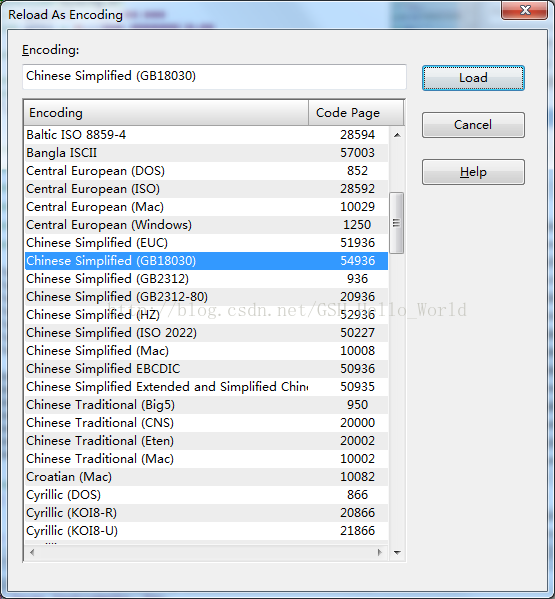 Reload As Encoding
Encoding:
Chinese Simplified (GB18030)
Load
Encoding Code Page
Cancel
Baltic ISO 8859-4 28594
Bangla ISCII 57003
Central European (DOS) 852
Help
Central European (ISO) 28592
Central European (Mac) 10029
Central European (Windows) 1250
Chinese Simplified (EUC) 51936
Chinese Simplified (GB18030) 54936
Chinese Simplified (GB2312) 936
Chinese Simplified (GB2312-80) 20936
http://blog.csdn.net/GSH_Hello_World
Chinese Simplified (HZ) 52936
Chinese Simplified (ISO 2022) 50227
Chinese Simplified (Mac) 10008
Chinese Simplified EBCDIC 50936
Chinese Simplified Extended and Simplified Chin 50935
Chinese Traditional (Big5) 950
Chinese Traditional (CNS) 20000
Chinese Traditional (Eten) 20002
Chinese Traditional (Mac) 10002
Croatian (Mac) 10082
Cyrillic (DOS) 866
Cyrillic (KOI8-R) 20866
Cyrillic (KOI8-U) 21866